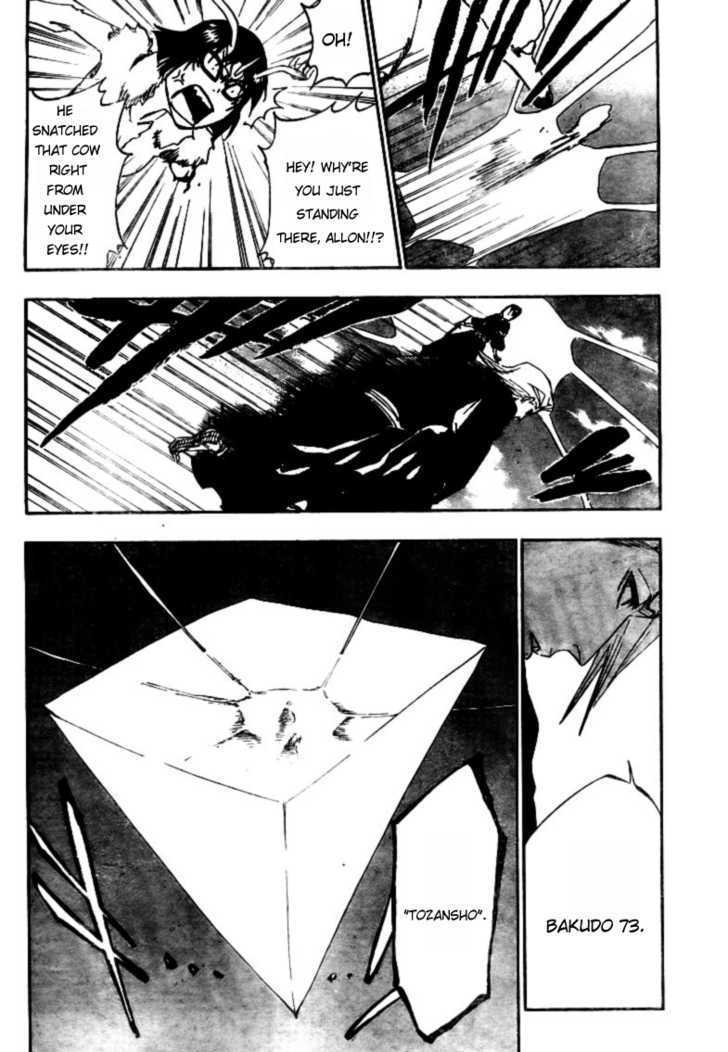 OH!
HE
SNATCHED
THAT COW
RIGHT
FROM
UNDER
YOUR
EYES!!
HEY! WHY'RE
YOU JUST
STANDING
THERE, ALLON!!?
BAKUDO 73.
"TOZANSHO".